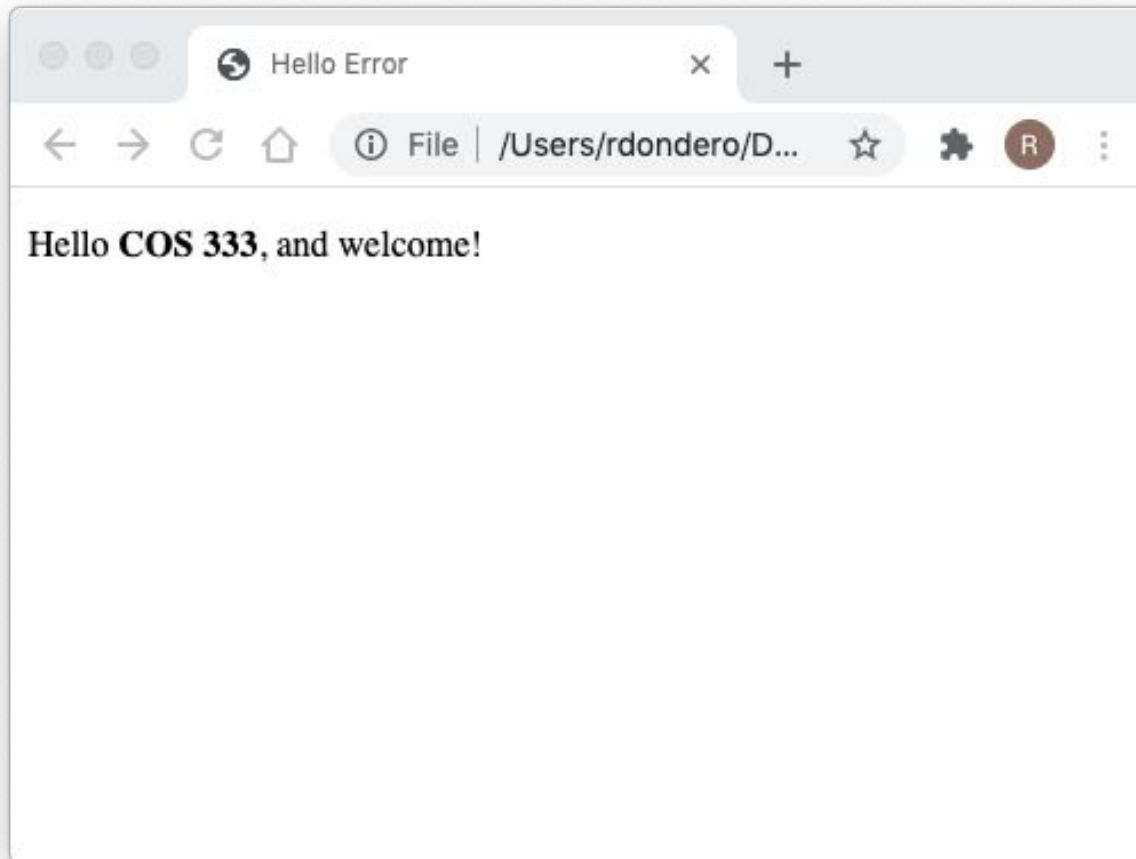 Hello Error
File /Users/rdondero/D...
R
Hello COS 333, and welcome!